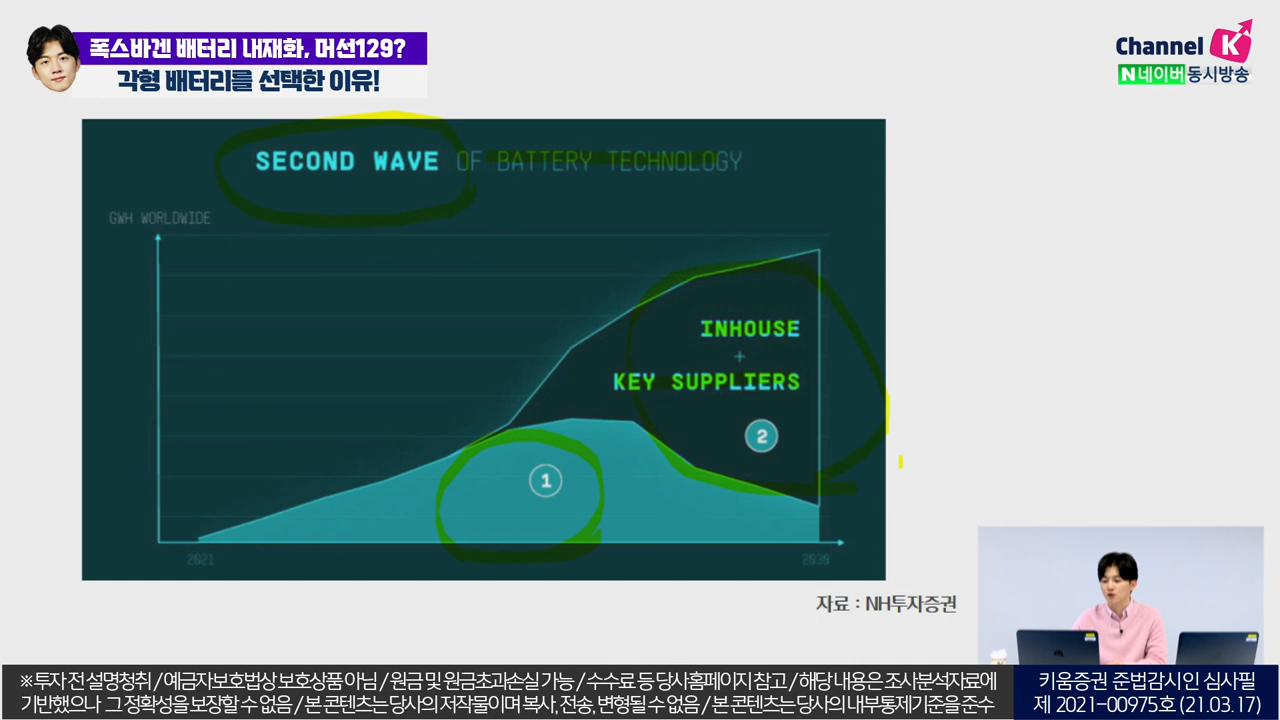 폭스바겐 배터리 내재화, 머선129?
각형 배터리를 선택한 이유!
Channel K
N 네이버 동시방송
SECOND WAVE OF BATTERY TECHNOLOGY
GWH WORLDWIDE
INHOUSE
+
KEY SUPPLIERS
2
1
2021
2030
자료 : NH투자증권
※ 투자 전 설명청취 / 예금자보호법상 보호상품 아님 / 원금 및 원금초과손실 가능 / 수수료 등 당사홈페이지 참고 / 해당 내용은 조사분석자료에
기반했으나 그 정확성을 보장할 수 없음 / 본 콘텐츠는 당사의 저작물이며 복사, 전송, 변형될 수 없음 / 본 콘텐츠는 당사의 내부통제기준을 준수
키움증권 준법감시인 심사필
제 2021-00975호 (21.03.17)